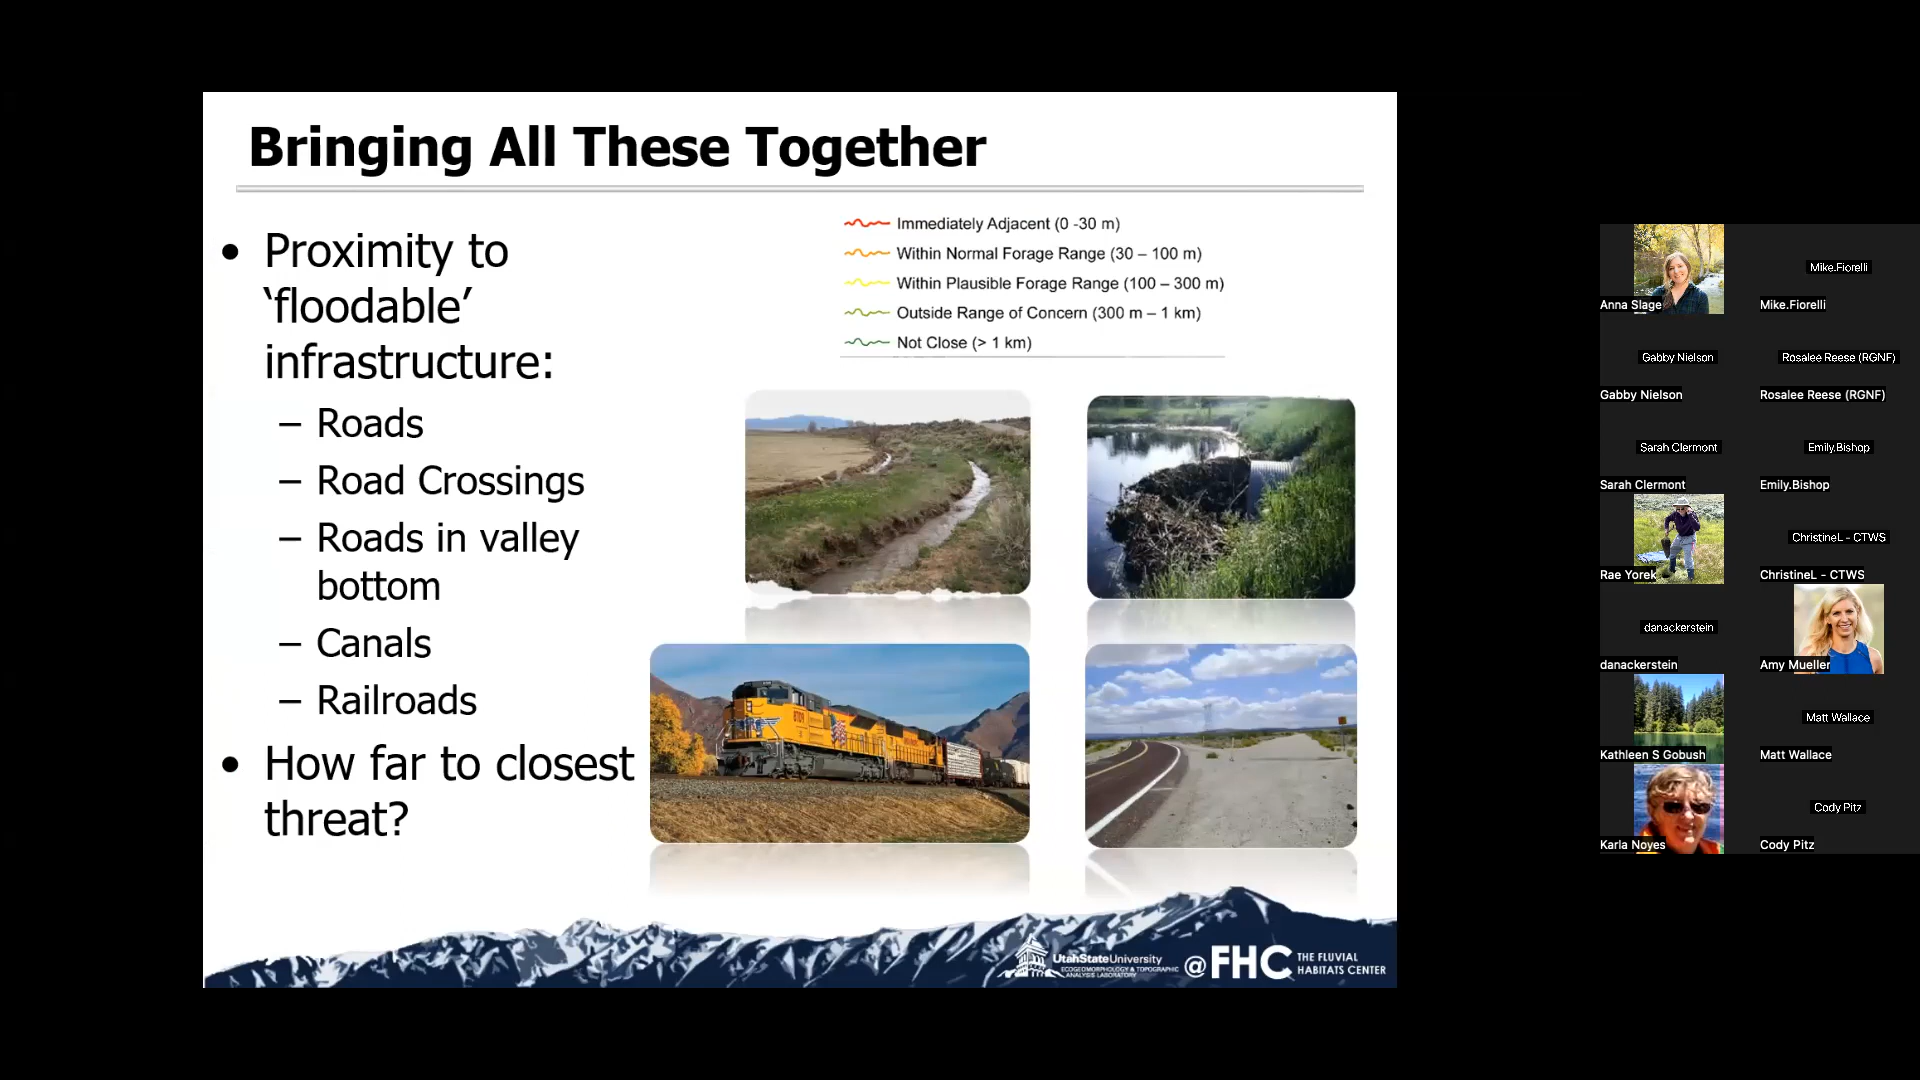 Bringing All These Together
• Proximity to
‘floodable’
infrastructure:
– Roads
– Road Crossings
– Roads in valley
bottom
– Canals
– Railroads
• How far to closest
threat?
Immediately Adjacent (0 -30 m)
Within Normal Forage Range (30 – 100 m)
Within Plausible Forage Range (100 – 300 m)
Outside Range of Concern (300 m – 1 km)
Not Close (> 1 km)
UtahStateUniversity
ECOGEOMORPHOLOGY & TOPOGRAPHIC
ANALYSIS LABORATORY
@FHC THE FLUVIAL
HABITATS CENTER
Anna Slage
Mike.Fiorelli
Mike.Fiorelli
Gabby Nielson
Gabby Nielson
Rosalee Reese (RGNF)
Rosalee Reese (RGNF)
Sarah Clermont
Sarah Clermont
Emily.Bishop
Emily.Bishop
Rae Yorek
ChristineL - CTWS
ChristineL - CTWS
danackerstein
danackerstein
Amy Mueller
Kathleen S Gobush
Matt Wallace
Matt Wallace
Karla Noyes
Cody Pitz
Cody Pitz